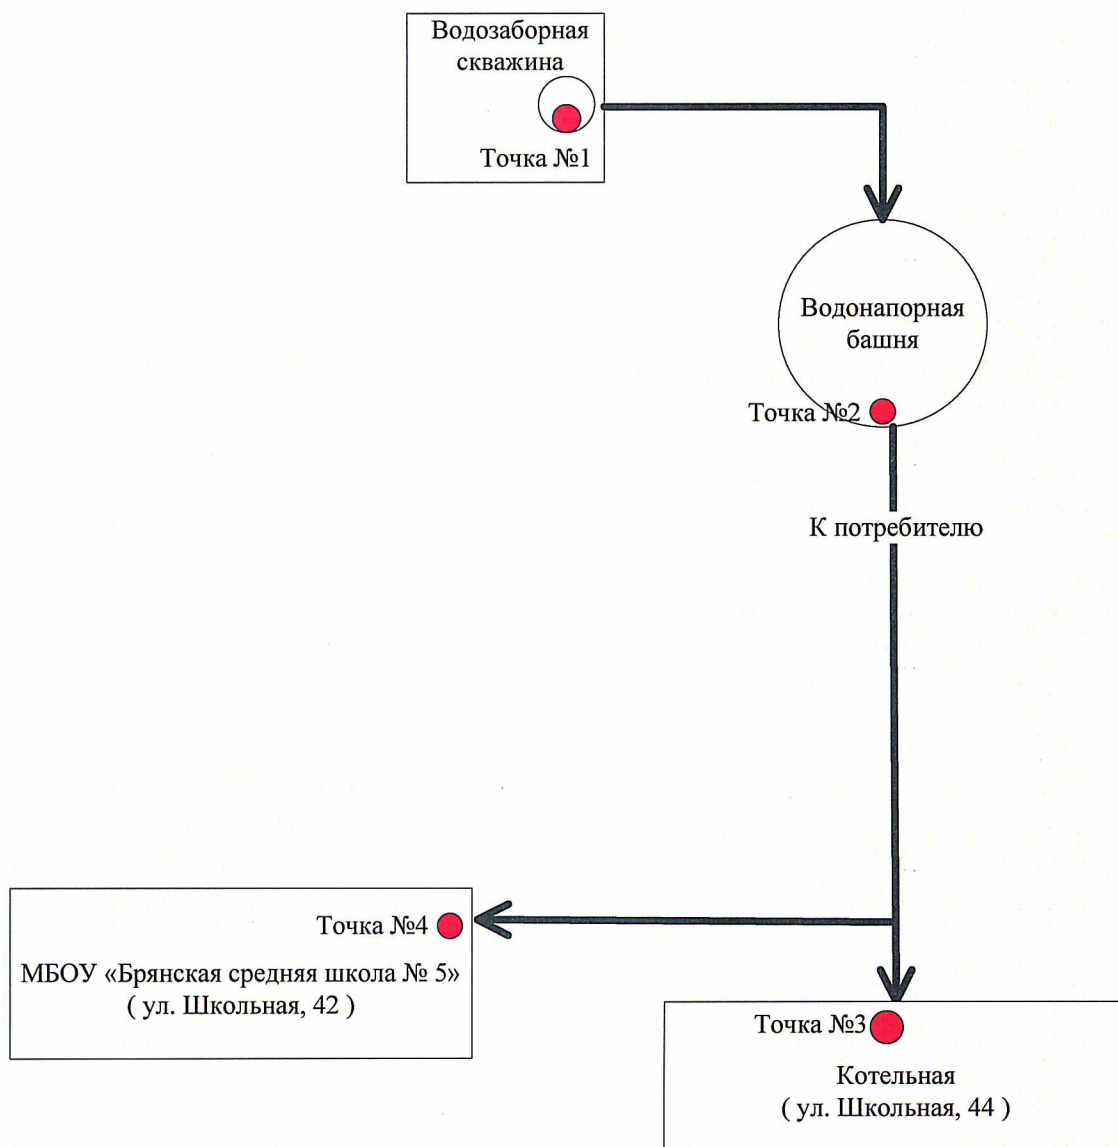 Водозаборная
скважина
Точка №1
Водонапорная
башня
Точка №2
К потребителю
Точка №4
МБОУ «Брянская средняя школа № 5»
( ул. Школьная, 42 )
Точка №3
Котельная
( ул. Школьная, 44 )